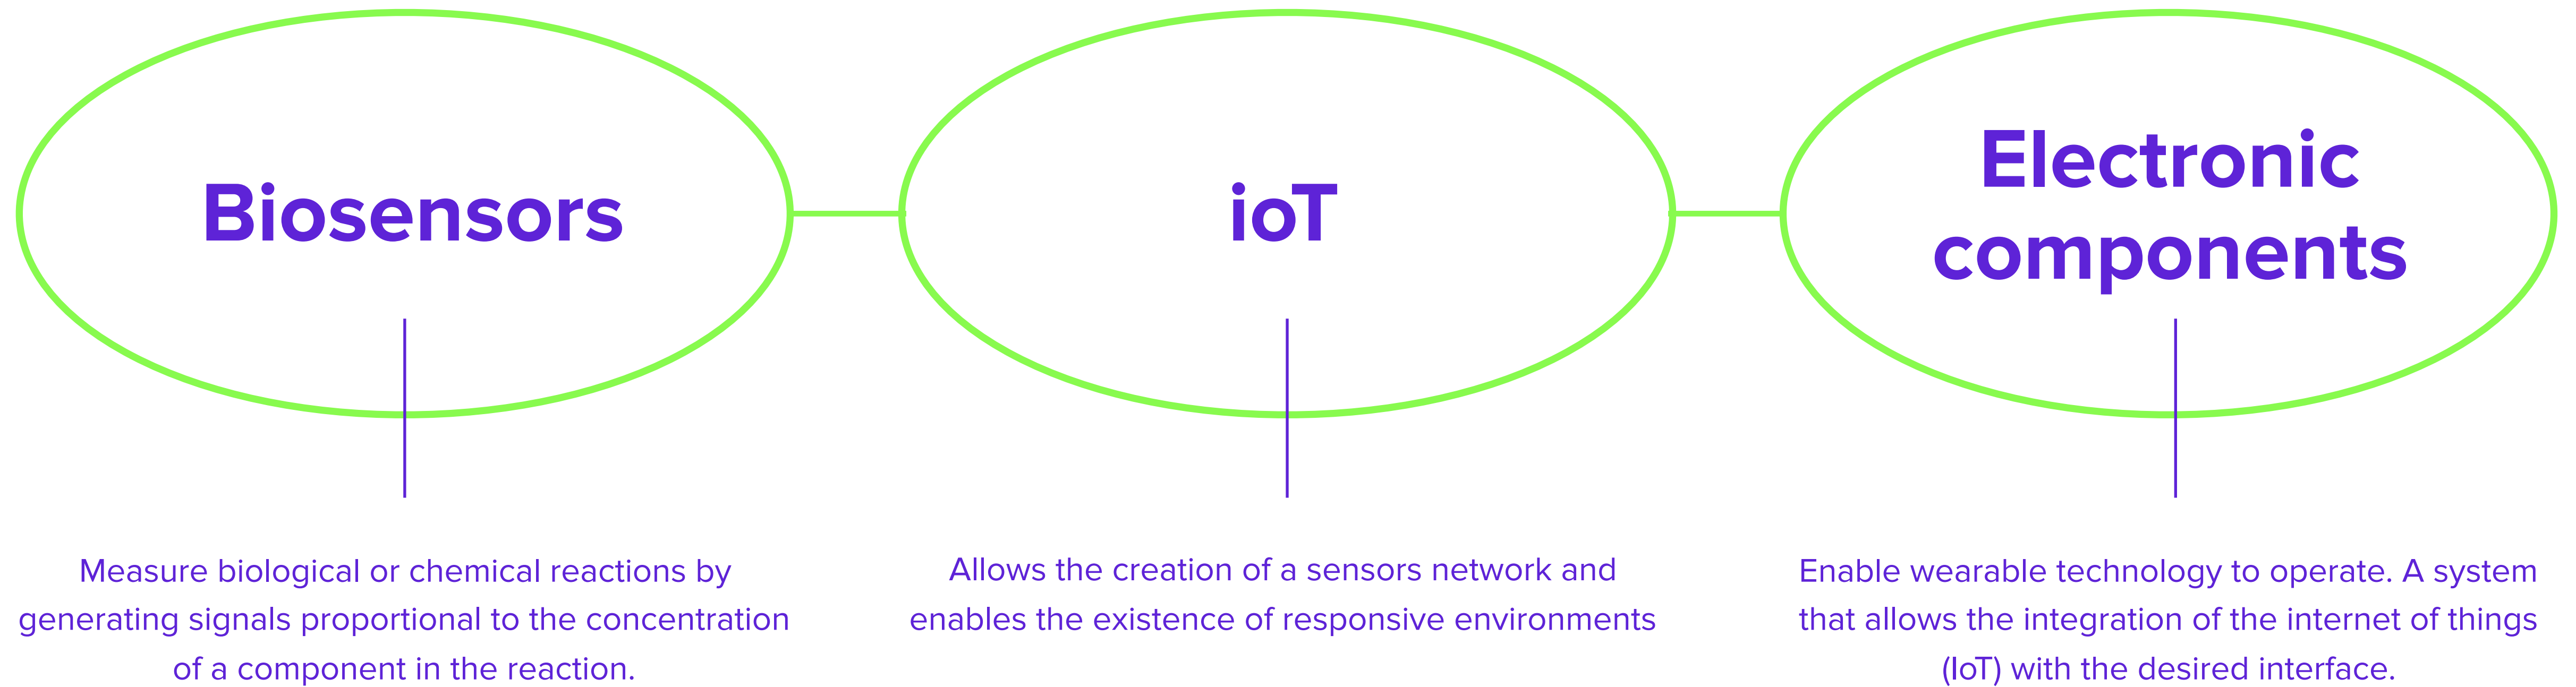 Biosensors
ioT
Electronic
components
Measure biological or chemical reactions by
generating signals proportional to the concentration
of a component in the reaction.
Allows the creation of a sensors network and
enables the existence of responsive environments
Enable wearable technology to operate. A system
that allows the integration of the internet of things
(IoT) with the desired interface.